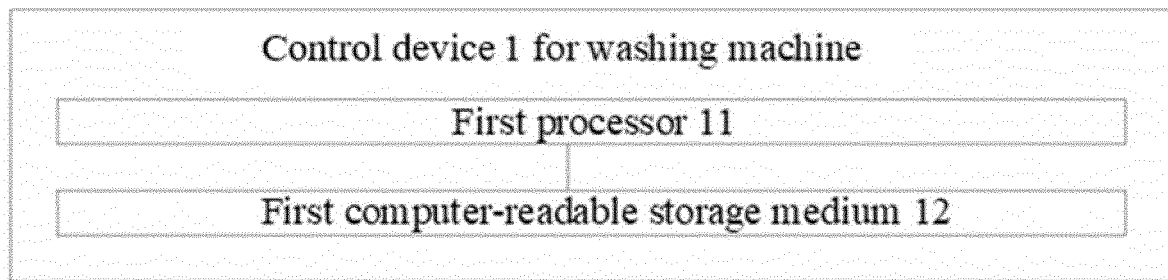 Control device 1 for washing machine
First processor 11
First computer-readable storage medium 12